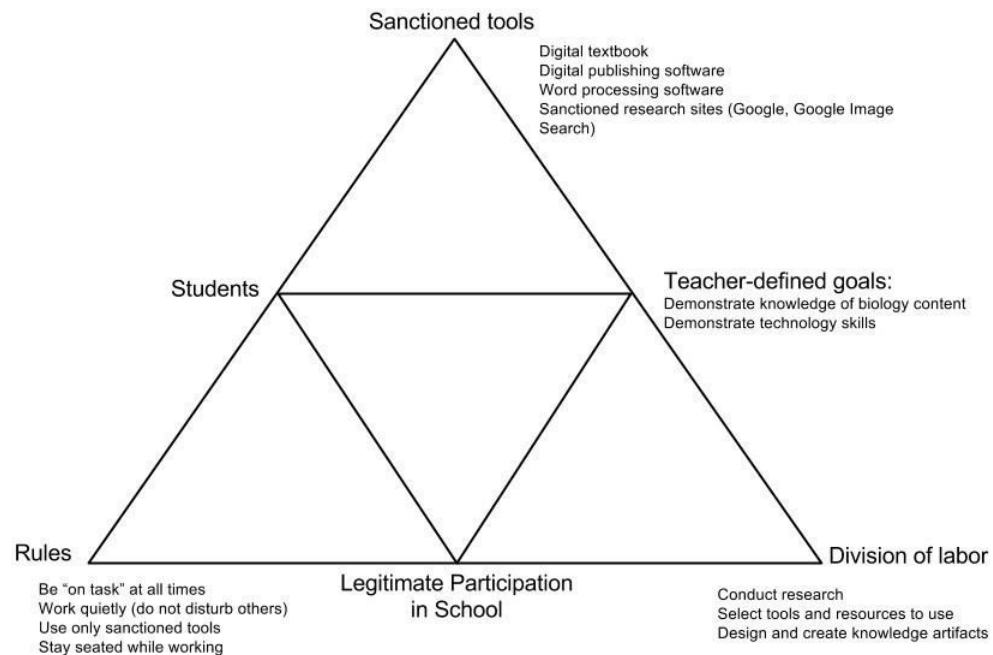 Sanctioned tools
Digital textbook
Digital publishing software
Word processing software
Sanctioned research sites (Google, Google Image
Search)
Students
Teacher-defined goals:
Demonstrate knowledge of biology content
Demonstrate technology skills
Rules
Be “on task” at all times
Work quietly (do not disturb others)
Use only sanctioned tools
Stay seated while working
Legitimate Participation
in School
Division of labor
Conduct research
Select tools and resources to use
Design and create knowledge artifacts